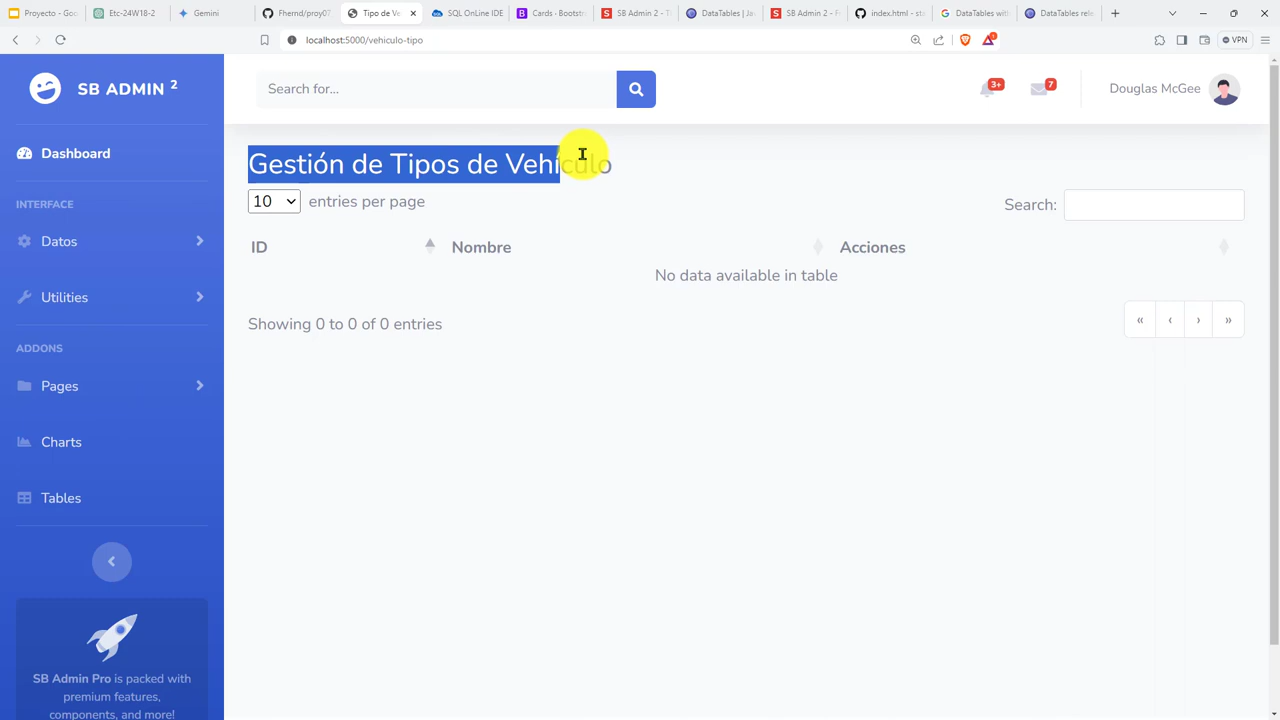 Proyecto - Goo
Etc-24W18-2
Gemini
Fhernd/proy07
Tipo de Ve
SQL OnLine IDE
Cards · Bootstr
SB Admin 2 - T
DataTables | Ja
SB Admin 2 - F
index.html - sta
DataTables with
DataTables rele
localhost:5000/vehiculo-tipo
VPN
SB ADMIN 2
Search for...
3+
7
Douglas McGee
Dashboard
INTERFACE
Datos
Utilities
ADDONS
Pages
Charts
Tables
SB Admin Pro is packed with
premium features,
components, and more!
Gestión de Tipos de Vehículo
10 entries per page
Search:
ID Nombre Acciones
No data available in table
Showing 0 to 0 of 0 entries
« ‹ › »